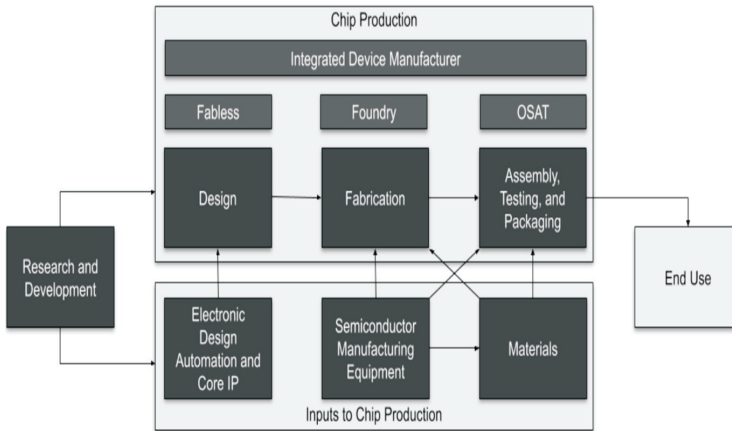 Chip Production
Integrated Device Manufacturer
Fabless
Foundry
OSAT
Design
Fabrication
Assembly,
Testing, and
Packaging
Research and
Development
End Use
Electronic
Design
Automation and
Core IP
Semiconductor
Manufacturing
Equipment
Materials
Inputs to Chip Production